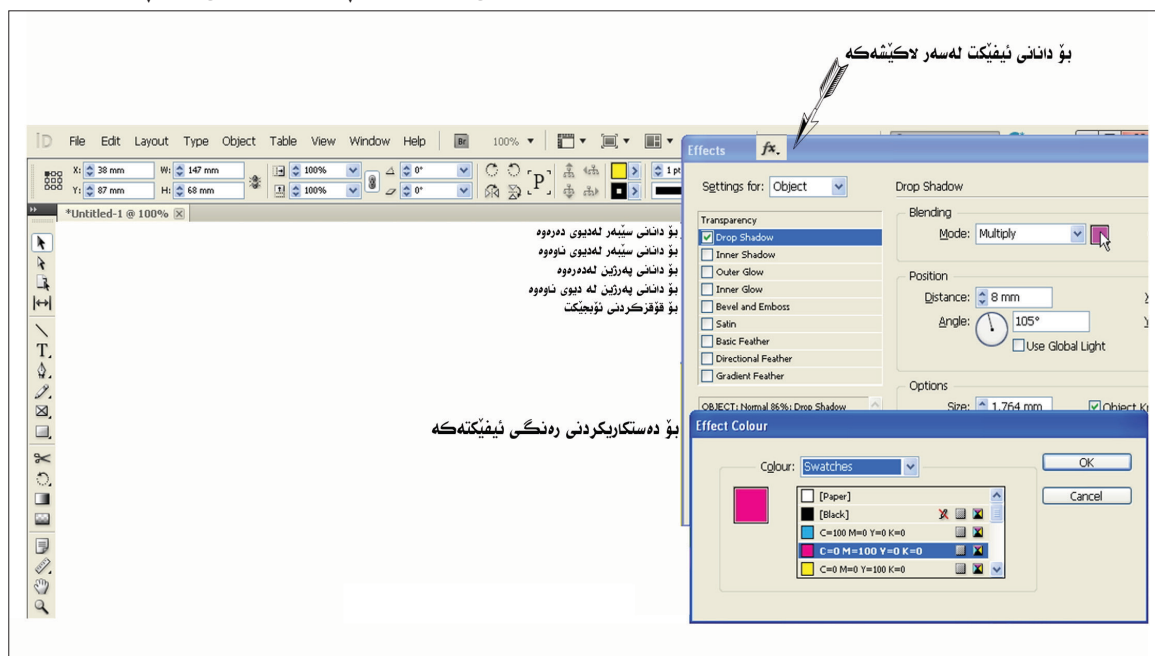 بۆ دانانی ئیفێکت لەسەر لاکێشەکە
File Edit Layout Type Object Table View Window Help Br 100%
Effects fx.
X: 38 mm W: 147 mm 100% 0° P 1 pt
Y: 87 mm H: 68 mm 100% 0°
*Untitled-1 @ 100%
Settings for: Object
Drop Shadow
Transparency
Drop Shadow
Inner Shadow
Outer Glow
Inner Glow
Bevel and Emboss
Satin
Basic Feather
Directional Feather
Gradient Feather
OBJECT: Normal 86%: Drop Shadow
Blending
Mode: Multiply
Position
Distance: 8 mm
Angle: 105°
Use Global Light
Options
Size: 1.764 mm Object
بۆ دانانی سێبەر لەدیوی دەرەوە
بۆ دانانی سێبەر لەدیوی ناوەوە
بۆ دانانی پەرژین لەدەرەوە
بۆ دانانی پەرژین لە دیوی ناوەوە
بۆ قۆقزکردنی ئۆبجێکت
بۆ دەستکاریکردنی رەنگی ئیفێکتەکە
Effect Colour
Colour: Swatches
OK
Cancel
[Paper]
[Black]
C=100 M=0 Y=0 K=0
C=0 M=100 Y=0 K=0
C=0 M=0 Y=100 K=0